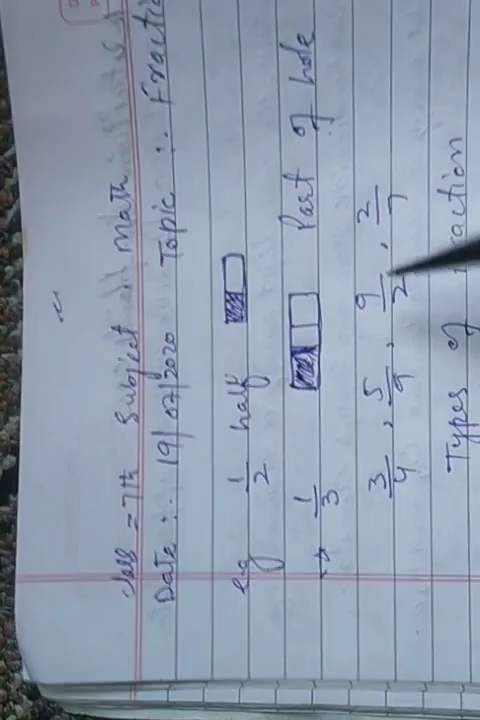 class = 7th Subject math
Date :- 19/07/2020 Topic :- Fractio
e.g 1/2 half
→ 1/3 Part of hole
3/4 , 5/9 , 9/2 , 2/7
Types of raction